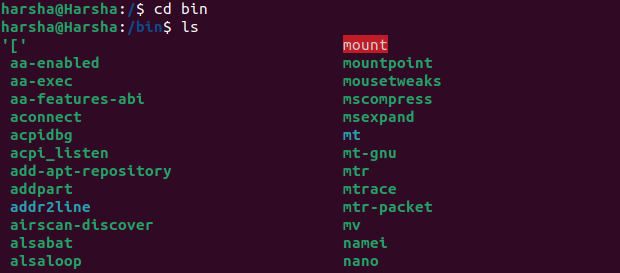 harsha@Harsha:/$ cd bin
harsha@Harsha:/bin$ ls
'[' mount
aa-enabled mountpoint
aa-exec mousetweaks
aa-features-abi mscompress
aconnect msexpand
acpidbg mt
acpi_listen mt-gnu
add-apt-repository mtr
addpart mtrace
addr2line mtr-packet
airscan-discover mv
alsabat namei
alsaloop nano